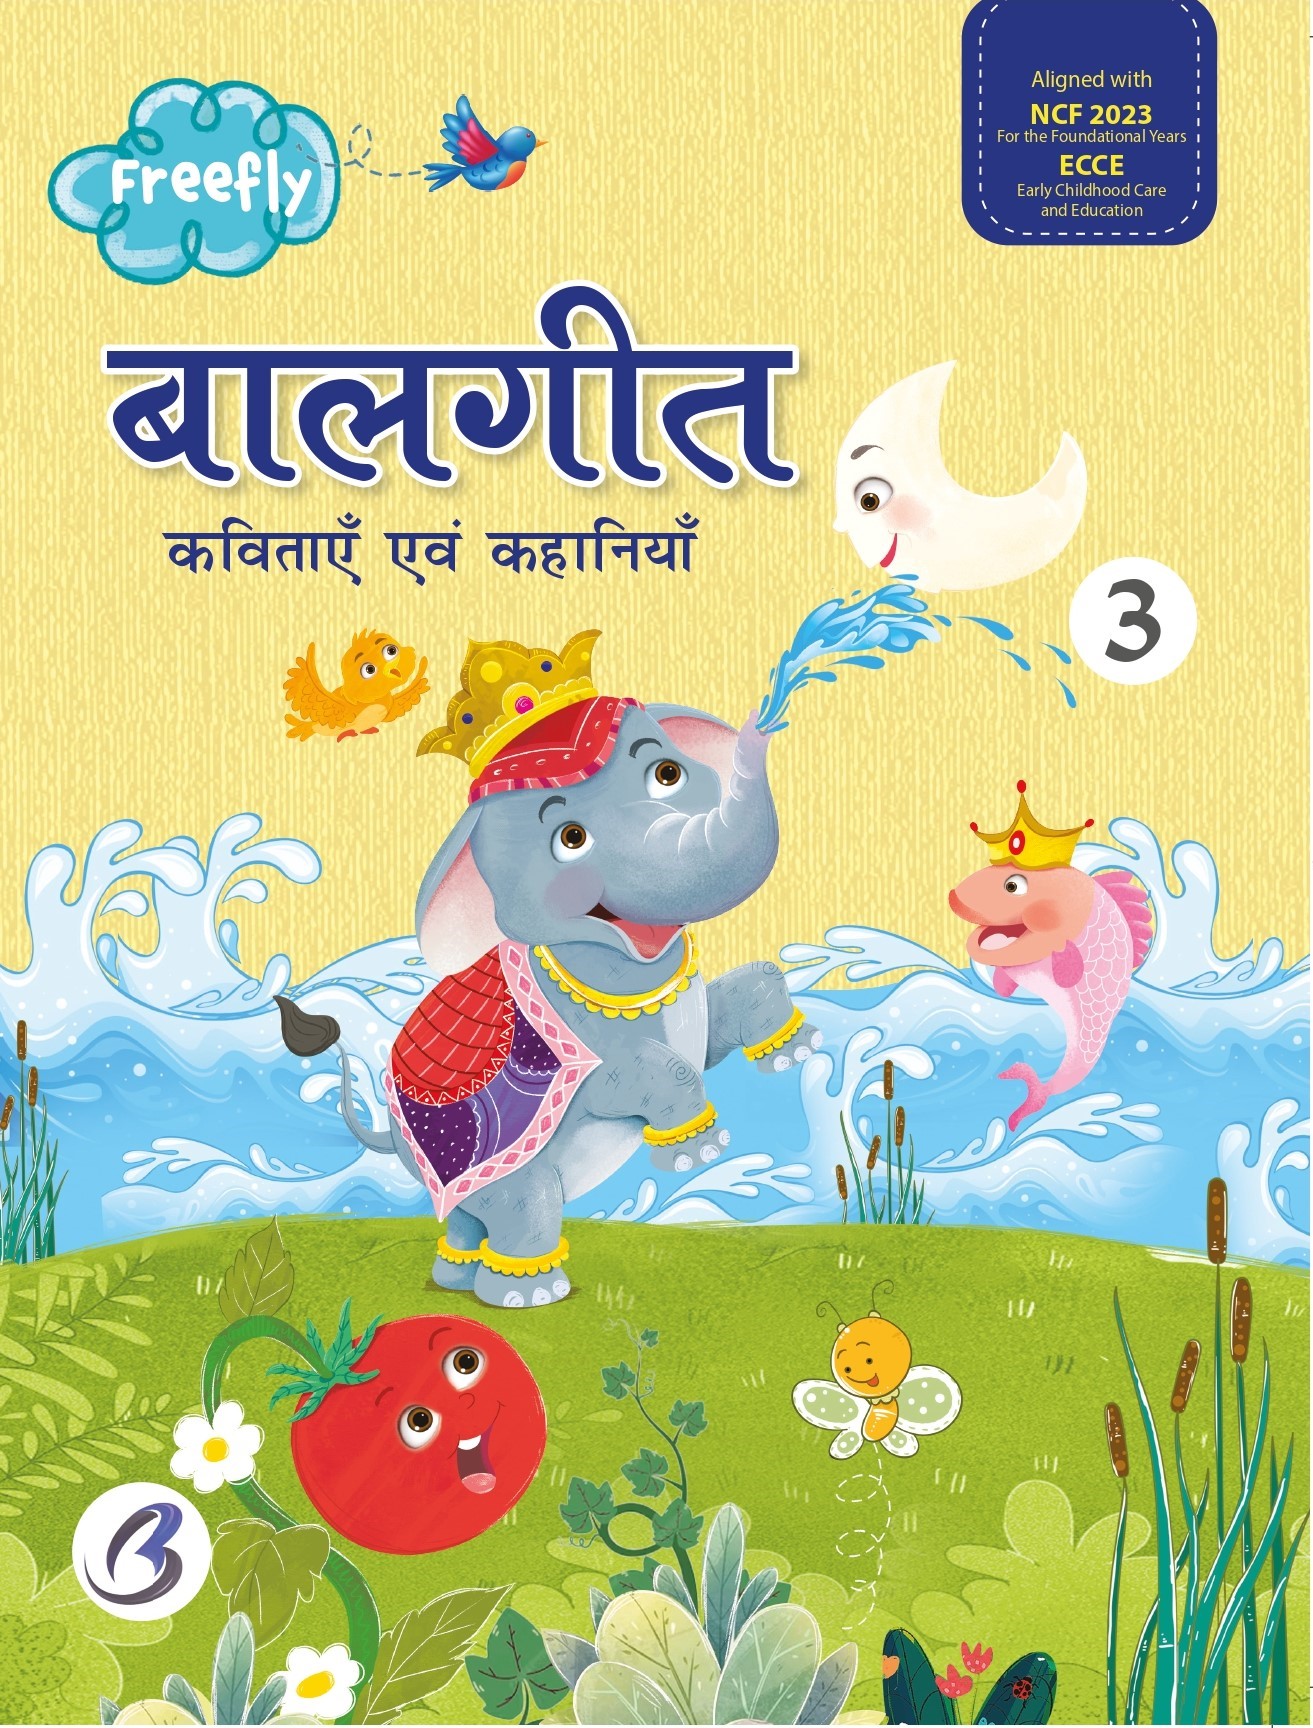 Freefly
Aligned with
NCF 2023
For the Foundational Years
ECCE
Early Childhood Care
and Education
बालगीत
कविताएँ एवं कहानियाँ
3
B